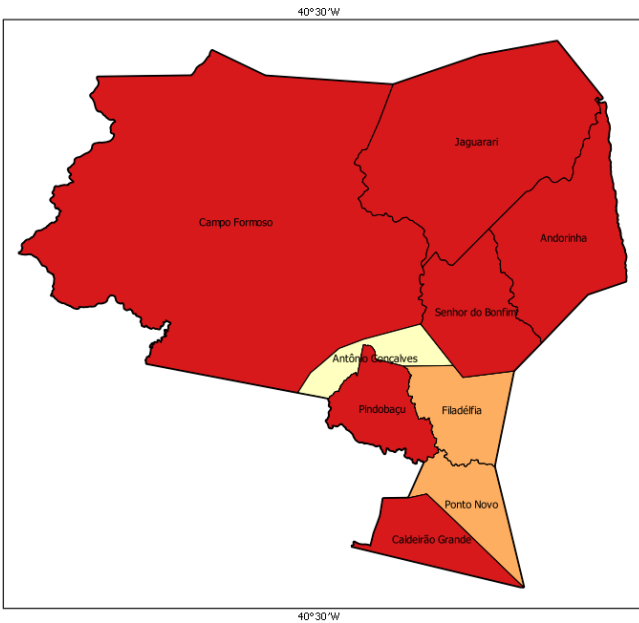 40°30'W
Jaguarari
Campo Formoso
Andorinha
Senhor do Bonfim
Antônio Gonçalves
Pindobaçu
Filadélfia
Ponto Novo
Caldeirão Grande
40°30'W